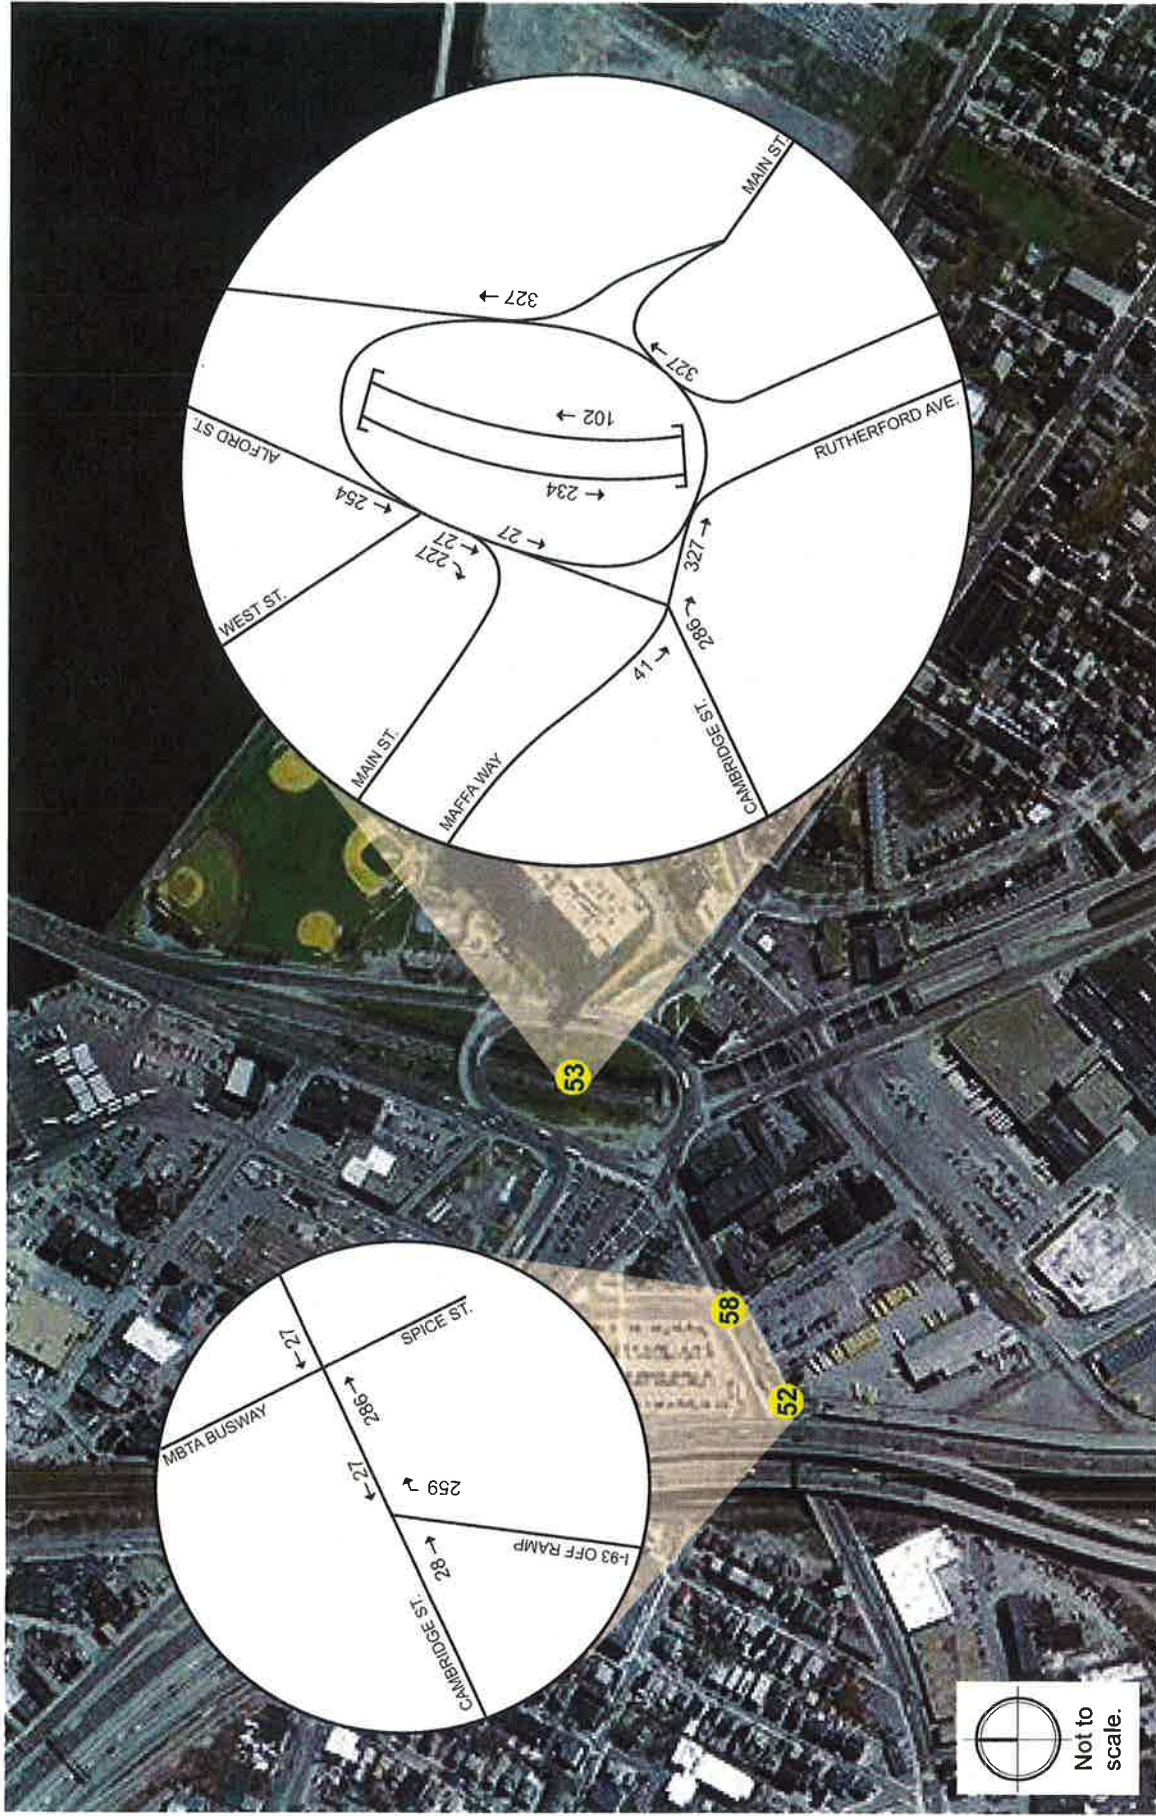 MBTA BUSWAY
SPICE ST.
← 27
286 →
← 27
259
28 →
I-93 OFF RAMP
CAMBRIDGE ST.
58
52
53
ALFORD ST.
WEST ST.
← 254
227
← 27
← 27
MAIN ST.
MAFFA WAY
41 →
286
CAMBRIDGE ST.
327 →
← 234
102 →
327 →
327 →
MAIN ST.
RUTHERFORD AVE.
Not to
scale.